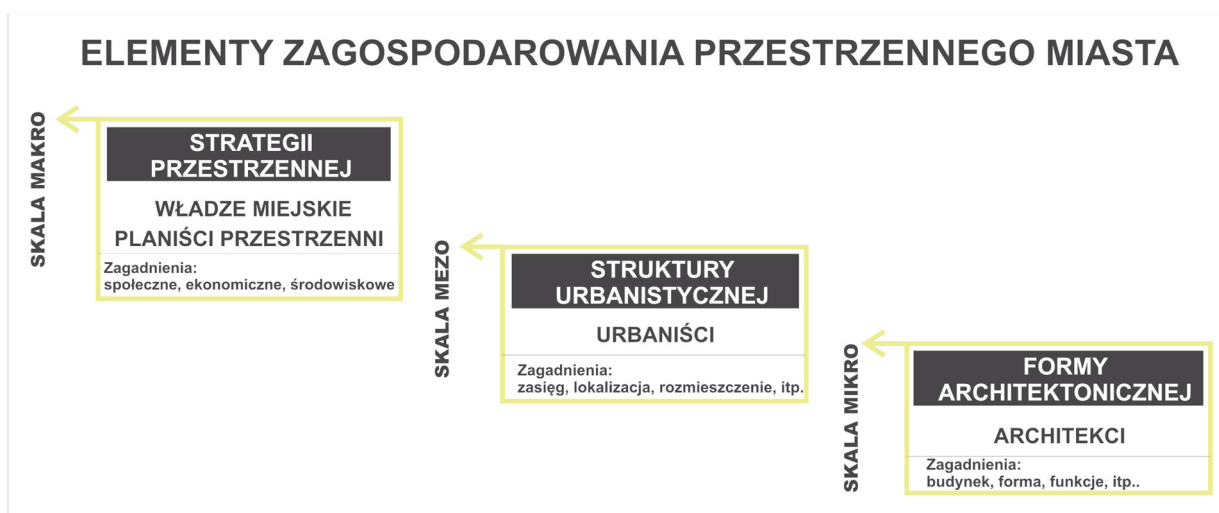 ELEMENTY ZAGOSPODAROWANIA PRZESTRZENNEGO MIASTA
SKALA MAKRO
STRATEGII
PRZESTRZENNEJ
WŁADZE MIEJSKIE
PLANIŚCI PRZESTRZENNI
Zagadnienia:
społeczne, ekonomiczne, środowiskowe
SKALA MEZO
STRUKTURY
URBANISTYCZNEJ
URBANIŚCI
Zagadnienia:
zasięg, lokalizacja, rozmieszczenie, itp.
SKALA MIKRO
FORMY
ARCHITEKTONICZNEJ
ARCHITEKCI
Zagadnienia:
budynek, forma, funkcje, itp..